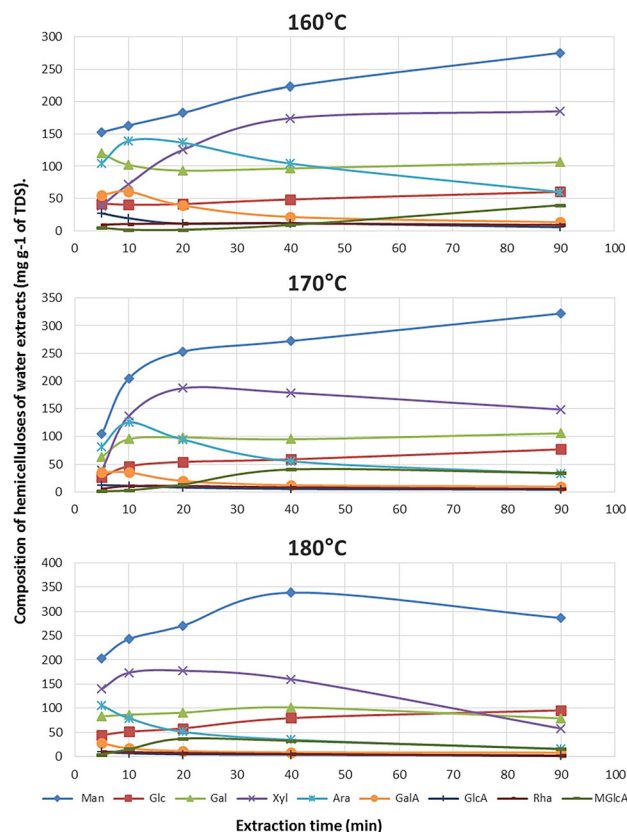 160°C
300
250
200
150
100
50
0
0 10 20 30 40 50 60 70 80 90 100
170°C
350
300
250
200
150
100
50
0
0 10 20 30 40 50 60 70 80 90 100
180°C
400
350
300
250
200
150
100
50
0
0 10 20 30 40 50 60 70 80 90 100
Composition of hemicelluloses of water extracts (mg g-1 of TDS).
Man Glc Gal Xyl Ara GalA GlcA Rha MGlcA
Extraction time (min)